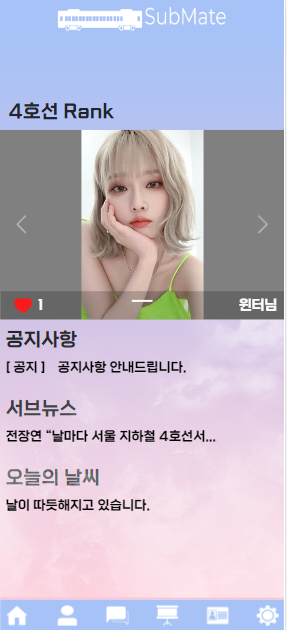 SubMate
4호선 Rank
1
윈터님
공지사항
[ 공지 ] 공지사항 안내드립니다.
서브뉴스
전장연 “날마다 서울 지하철 4호선서...
오늘의 날씨
날이 따듯해지고 있습니다.